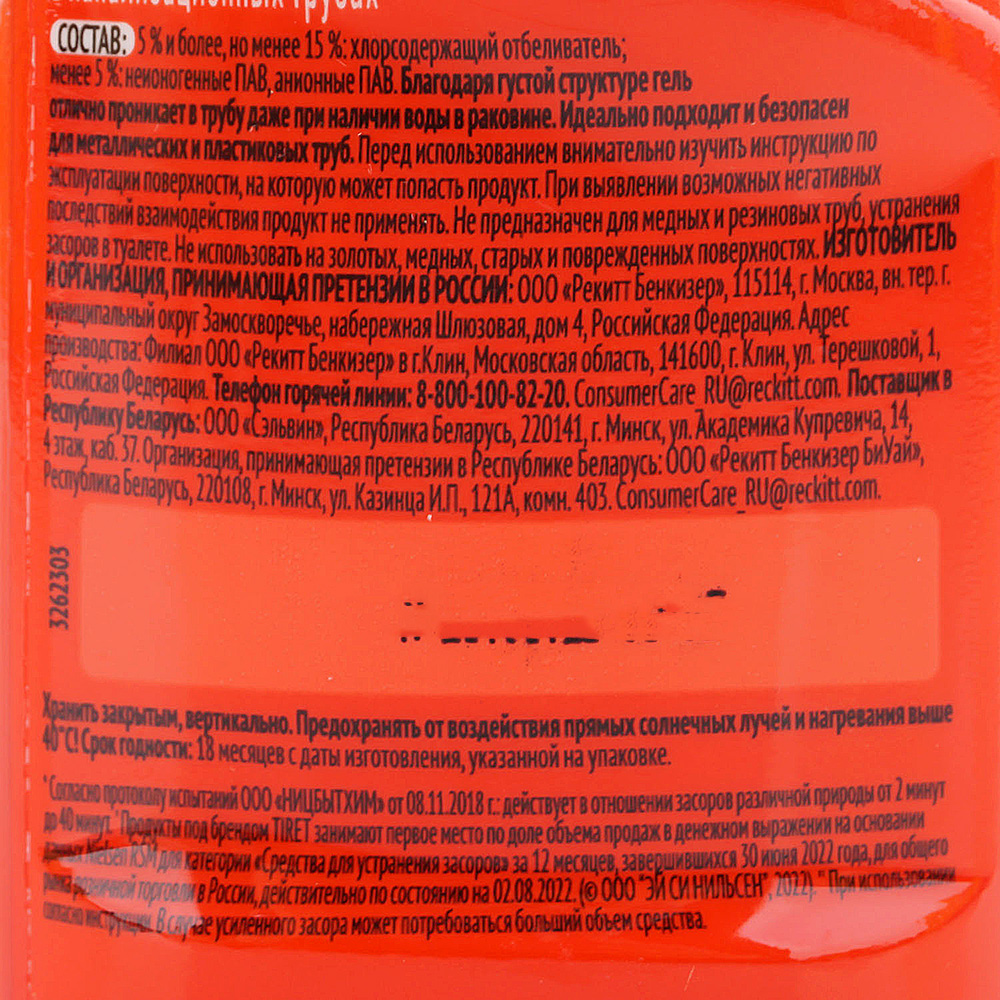 канализационных трубах
СОСТАВ: 5 % и более, но менее 15 %: хлорсодержащий отбеливатель;
менее 5 %: неионогенные ПАВ, анионные ПАВ. Благодаря густой структуре гель
отлично проникает в трубу даже при наличии воды в раковине. Идеально подходит и безопасен
для металлических и пластиковых труб. Перед использованием внимательно изучить инструкцию по
эксплуатации поверхности, на которую может попасть продукт. При выявлении возможных негативных
последствий взаимодействия продукт не применять. Не предназначен для медных и резиновых труб, устранения
засоров в туалете. Не использовать на золотых, медных, старых и поврежденных поверхностях. ИЗГОТОВИТЕЛЬ
И ОРГАНИЗАЦИЯ, ПРИНИМАЮЩАЯ ПРЕТЕНЗИИ В РОССИИ: ООО «Рекитт Бенкизер», 115114, г. Москва, вн. тер. г.
муниципальный округ Замоскворечье, набережная Шлюзовая, дом 4, Российская Федерация. Адрес
производства: Филиал ООО «Рекитт Бенкизер» в г.Клин, Московская область, 141600, г. Клин, ул. Терешковой, 1,
Российская Федерация. Телефон горячей линии: 8-800-100-82-20. ConsumerCare_RU@reckitt.com. Поставщик в
Республику Беларусь: ООО «Сэльвин», Республика Беларусь, 220141, г. Минск, ул. Академика Купревича, 14,
4 этаж, каб. 37. Организация, принимающая претензии в Республике Беларусь: ООО «Рекитт Бенкизер БиУай»,
Республика Беларусь, 220108, г. Минск, ул. Казинца И.П., 121А, комн. 403. ConsumerCare_RU@reckitt.com.
3262303
Хранить закрытым, вертикально. Предохранять от воздействия прямых солнечных лучей и нагревания выше
40°С! Срок годности: 18 месяцев с даты изготовления, указанной на упаковке.
* Согласно протоколу испытаний ООО «НИЦБЫТХИМ» от 08.11.2018 г.: действует в отношении засоров различной природы от 2 минут
до 40 минут. *Продукты под брендом TIRET занимают первое место по доле объема продаж в денежном выражении на основании
данных Nielsen RSM для категории «Средства для устранения засоров» за 12 месяцев, завершившихся 30 июня 2022 года, для общего
рынка розничной торговли в России, действительно по состоянию на 02.08.2022. (© ООО "ЭЙ СИ НИЛЬСЕН", 2022). ** При использовании
согласно инструкции. В случае усиленного засора может потребоваться больший объем средства.